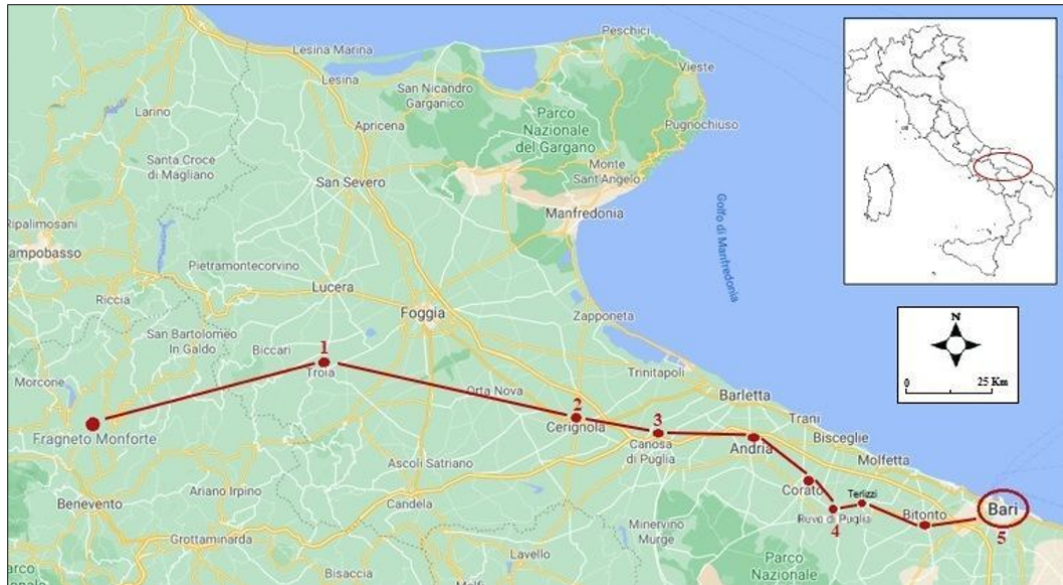 Peschici
Lesina Marina
Lesina
Vieste
San Nicandro
Garganico
Larino
Apricena
Parco
Nazionale
del Gargano
Pugnochiuso
Santa Croce
di Magliano
San Severo
Monte
Sant'Angelo
Manfredonia
Golfo di Manfredonia
Ripalimosani
ampobasso
Pietramontecorvino
Lucera
Riccia
Foggia
Zapponeta
San Bartolomeo
In Galdo
Biccari
1
Troia
Trinitapoli
Morcone
Orta Nova
Barletta
2
3
Trani
Fragneto Monforte
Cerignola
Canosa
di Puglia
Andria
Bisceglie
Molfetta
Ascoli Satriano
Corato
Terlizzi
Benevento
Ariano Irpino
Candela
Ruvo di Puglia
4
Bitonto
Bari
5
Grottaminarda
Minervino
Murge
Lavello
Bisaccia
Parco
Nazionale
N
0 25 Km